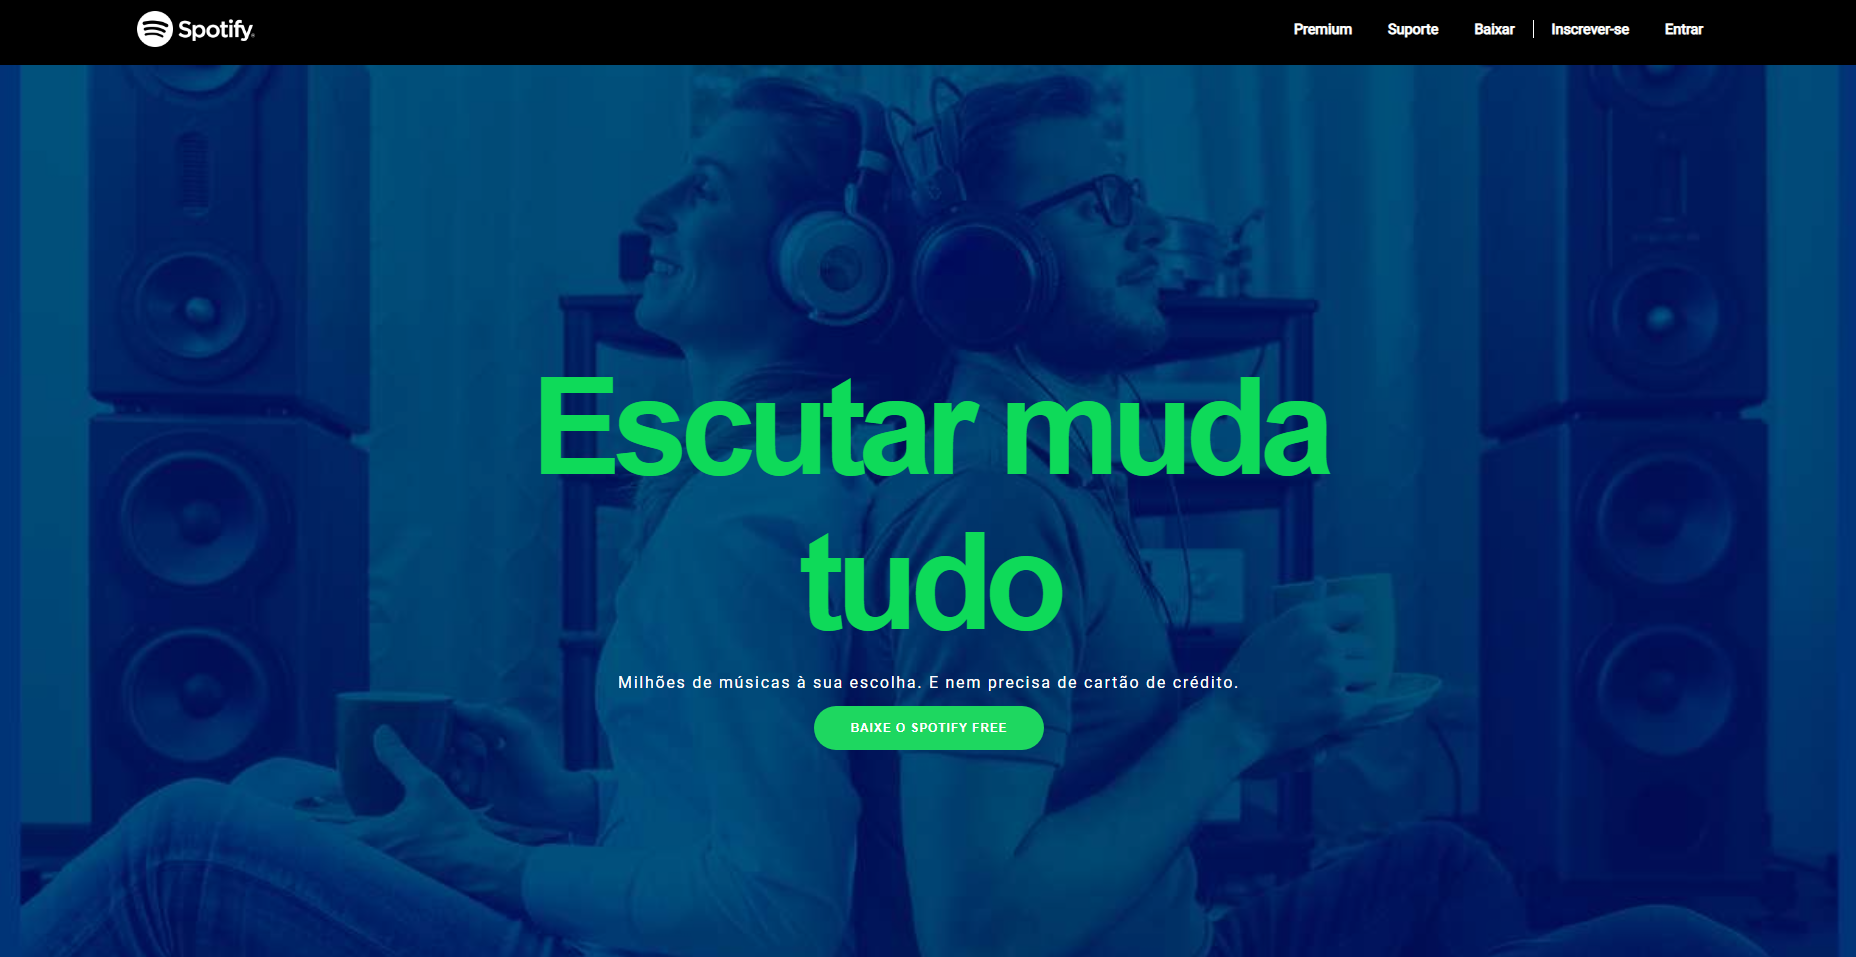 Spotify
Premium Suporte Baixar Inscrever-se Entrar
Escutar muda
tudo
Milhões de músicas à sua escolha. E nem precisa de cartão de crédito.
BAIXE O SPOTIFY FREE